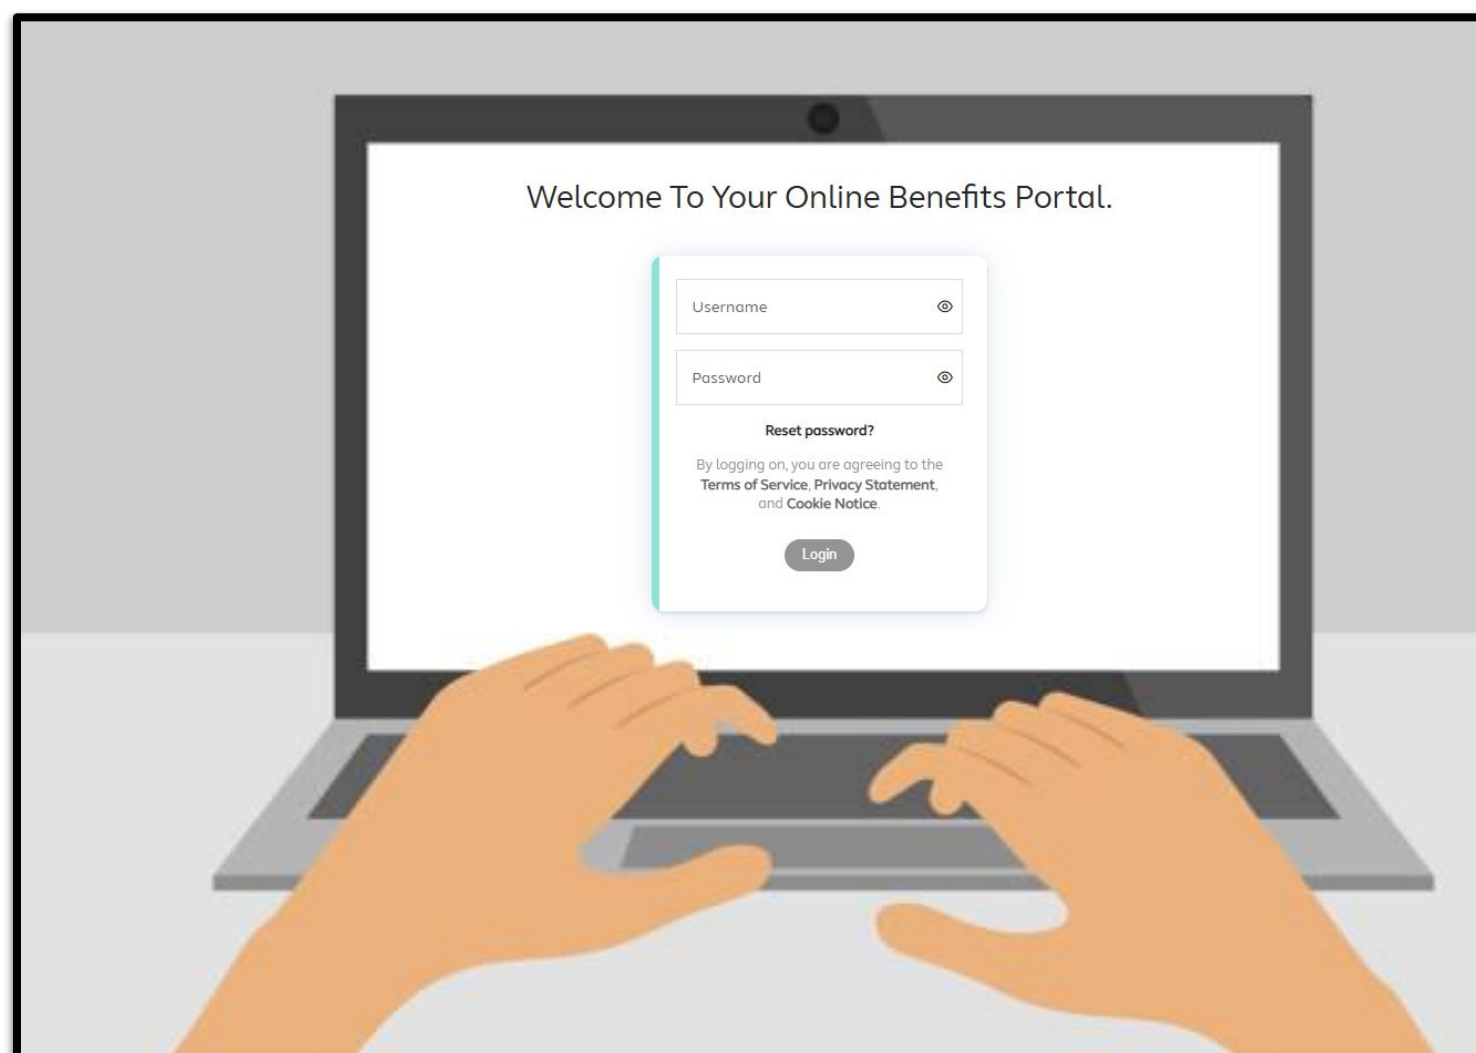 Welcome To Your Online Benefits Portal.
Username
Password
Reset password?
By logging on, you are agreeing to the
Terms of Service, Privacy Statement,
and Cookie Notice.
Login